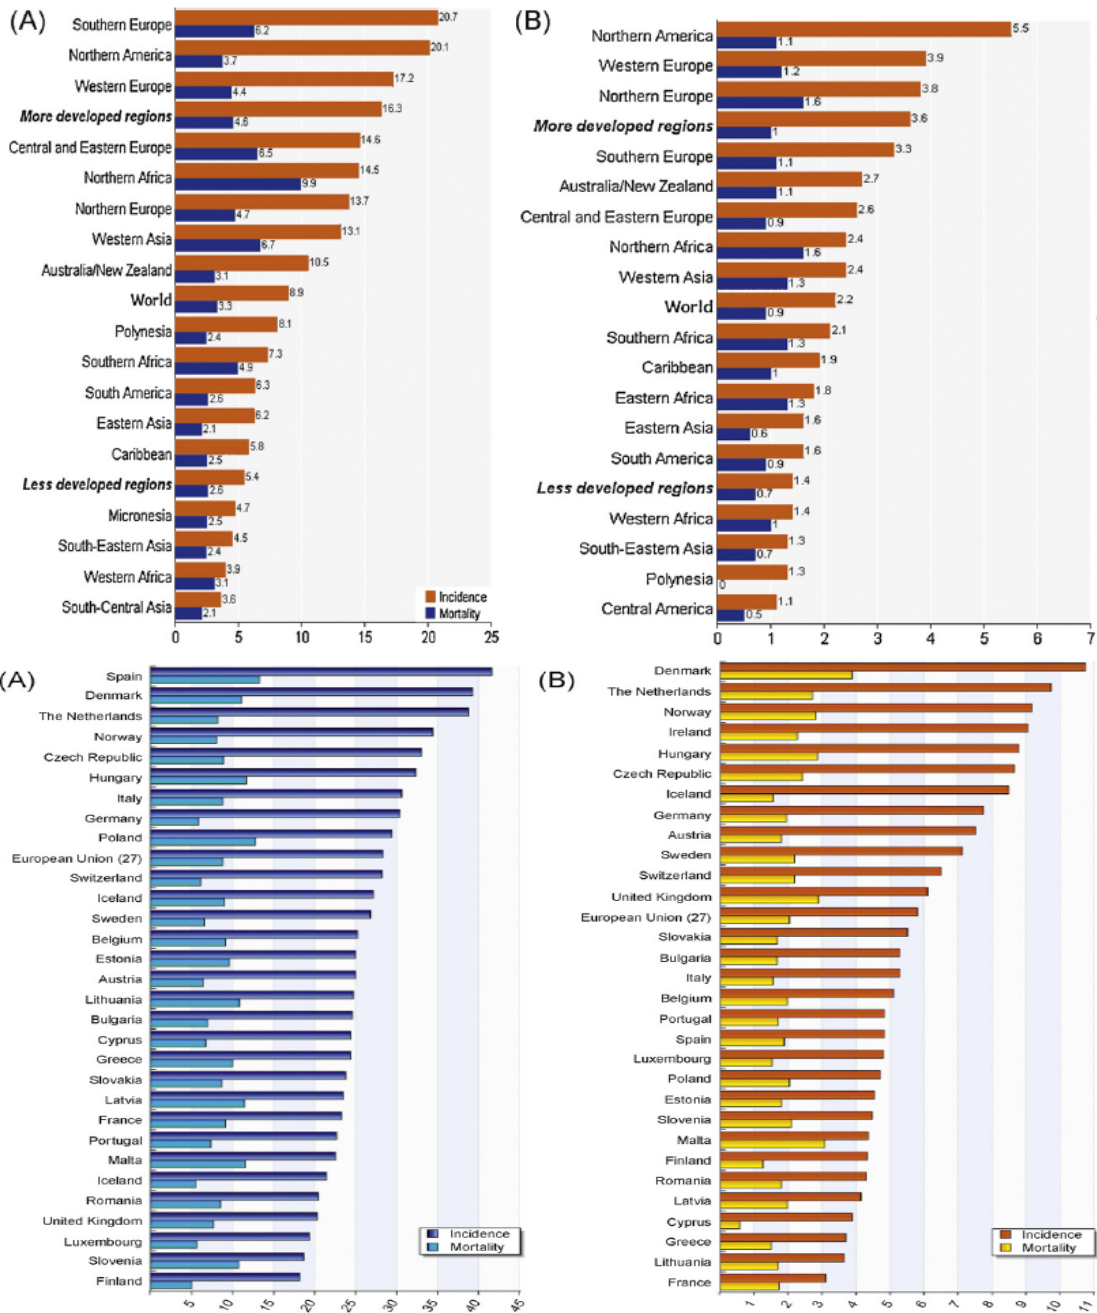 (A)
Southern Europe 20.7 6.2
Northern America 20.1 3.7
Western Europe 17.2 4.4
More developed regions 16.3 4.6
Central and Eastern Europe 14.6 6.5
Northern Africa 14.5 9.9
Northern Europe 13.7 4.7
Western Asia 13.1 6.7
Australia/New Zealand 10.5 3.1
World 8.9 3.3
Polynesia 8.1 2.4
Southern Africa 7.3 4.9
South America 6.3 2.6
Eastern Asia 6.2 2.1
Caribbean 5.8 2.5
Less developed regions 5.4 2.6
Micronesia 4.7 2.5
South-Eastern Asia 4.5 2.4
Western Africa 3.9 3.1
South-Central Asia 3.6 2.1
Incidence
Mortality
0 5 10 15 20 25
(B)
Northern America 5.5 1.1
Western Europe 3.9 1.2
Northern Europe 3.8 1.6
More developed regions 3.6 1
Southern Europe 3.3 1.1
Australia/New Zealand 2.7 1.1
Central and Eastern Europe 2.6 0.9
Northern Africa 2.4 1.6
Western Asia 2.4 1.3
World 2.2 0.9
Southern Africa 2.1 1.3
Caribbean 1.9 1
Eastern Africa 1.8 1.3
Eastern Asia 1.6 0.6
South America 1.6 0.9
Less developed regions 1.4 0.7
Western Africa 1.4 1
South-Eastern Asia 1.3 0.7
Polynesia 1.3 0
Central America 1.1 0.5
0 1 2 3 4 5 6 7
(A)
Spain
Denmark
The Netherlands
Norway
Czech Republic
Hungary
Italy
Germany
Poland
European Union (27)
Switzerland
Iceland
Sweden
Belgium
Estonia
Austria
Lithuania
Bulgaria
Cyprus
Greece
Slovakia
Latvia
France
Portugal
Malta
Iceland
Romania
United Kingdom
Luxembourg
Slovenia
Finland
Incidence
Mortality
5 10 15 20 25 30 35 40 45
(B)
Denmark
The Netherlands
Norway
Ireland
Hungary
Czech Republic
Iceland
Germany
Austria
Sweden
Switzerland
United Kingdom
European Union (27)
Slovakia
Bulgaria
Italy
Belgium
Portugal
Spain
Luxembourg
Poland
Estonia
Slovenia
Malta
Finland
Romania
Latvia
Cyprus
Greece
Lithuania
France
Incidence
Mortality
1 2 3 4 5 6 7 8 9 10 11